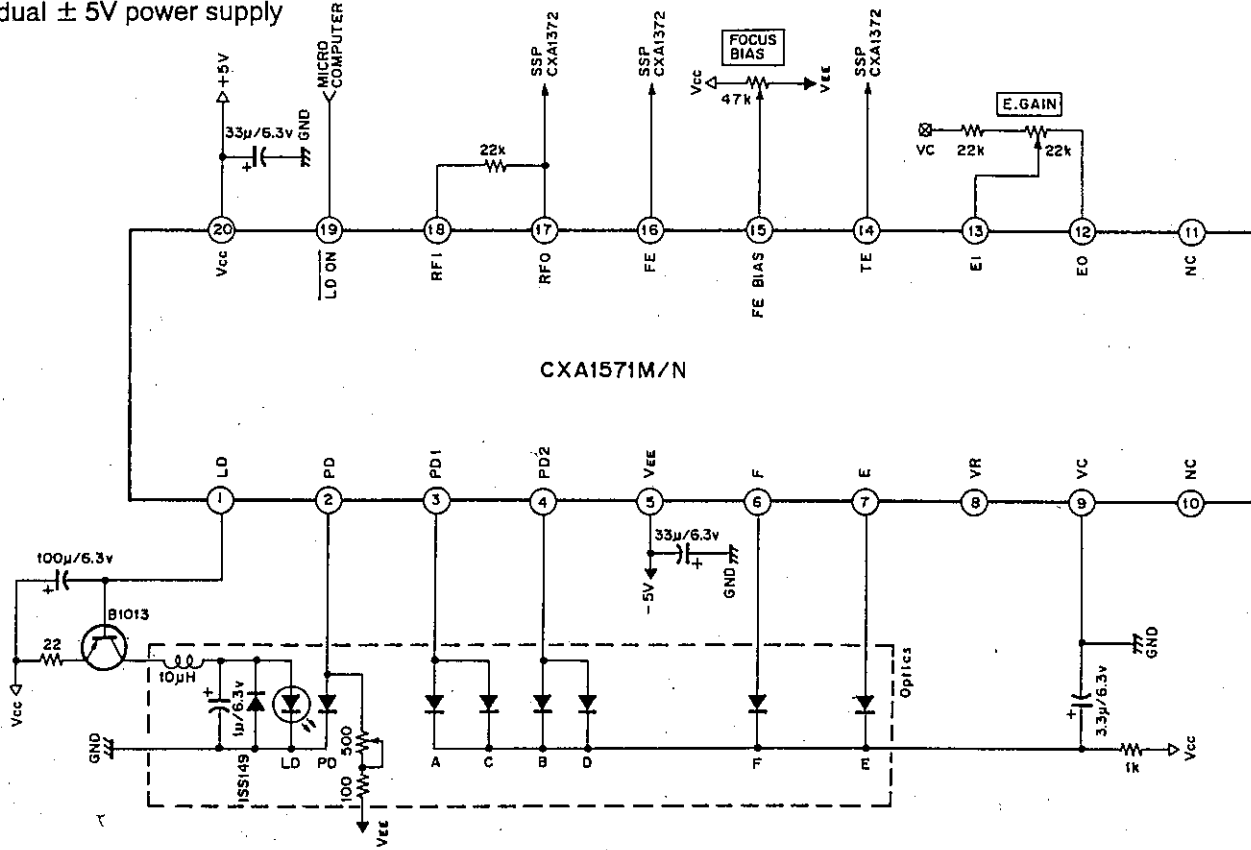 dual ± 5V power supply
+5V
33µ/6.3v
GND
MICRO
COMPUTER
22k
SSP
CXA1372
SSP
CXA1372
FOCUS
BIAS
Vcc
47k
VEE
SSP
CXA1372
E.GAIN
VC
22k
22k
20
19
18
17
16
15
14
13
12
11
Vcc
LD ON
RFI
RFO
FE
FE BIAS
TE
EI
EO
NC
CXA1571M/N
LD
PD
PD1
PD2
VEE
F
E
VR
VC
NC
1
2
3
4
5
6
7
8
9
10
100µ/6.3v
B1013
22
Vcc
10µH
1µ/6.3v
GND
1SS149
LD
PD
500
100
VEE
A
C
B
D
F
E
Optics
33µ/6.3v
-5V
GND
GND
3.3µ/6.3v
1k
Vcc